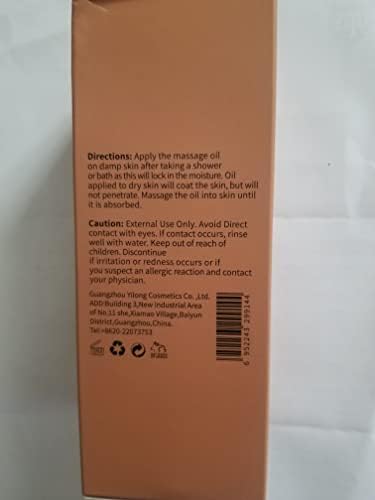 Directions: Apply the massage oil
on damp skin after taking a shower
or bath as this will lock in the moisture. Oil
applied to dry skin will coat the skin, but will
not penetrate. Massage the oil into skin until
it is absorbed.
Caution: External Use Only. Avoid Direct
contact with eyes. If contact occurs, rinse
well with water. Keep out of reach of
children. Discontinue
if irritation or redness occurs or if
you suspect an allergic reaction and contact
your physician.
Guangzhou Yilong Cosmetics Co .,Ltd.
ADD:Building 3,New Industrial Area
of No.11 she,Xiamao Village,Baiyun
District,Guangzhou,China.
Tel:+8620-22073753
6 952243 299144